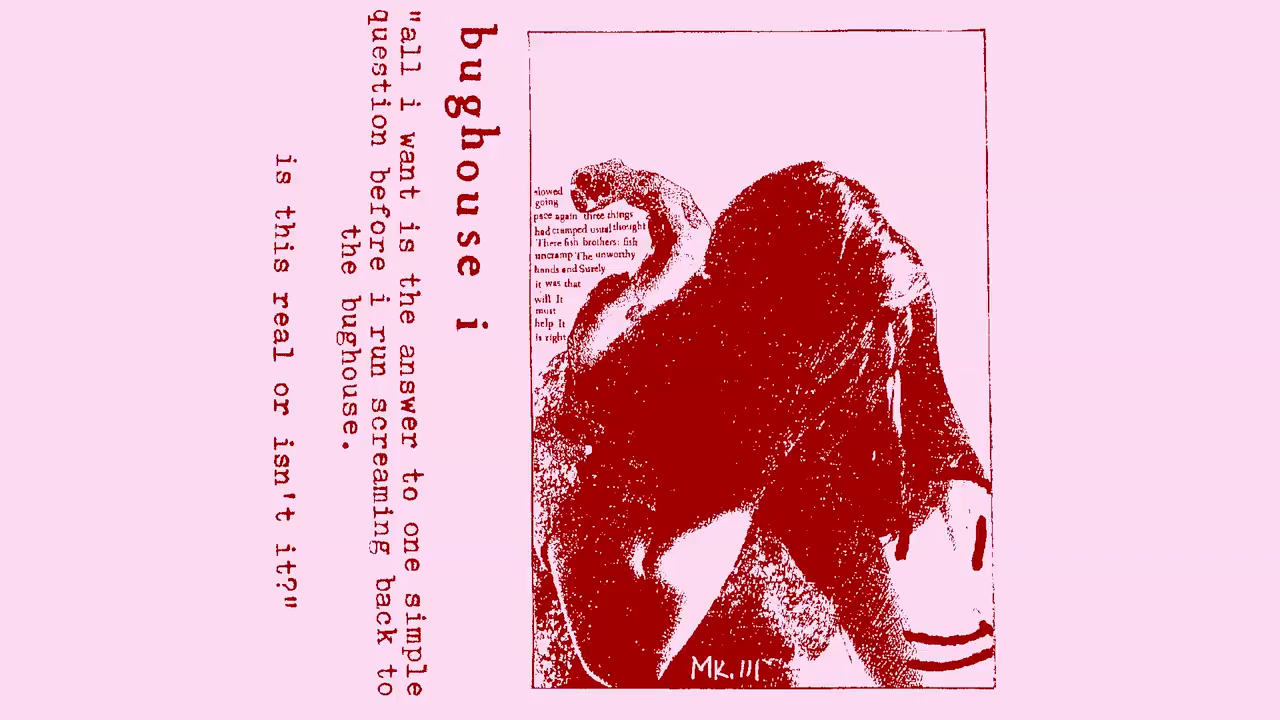 bughouse i
"all i want is the answer to one simple
question before i run screaming back to
the bughouse.
is this real or isn't it?"
slowed
going
pace again three things
had cramped usual thought
There fish brothers: fish
uncramp The unworthy
hands and Surely
it was that
will It
must
help It
is right
MK.III